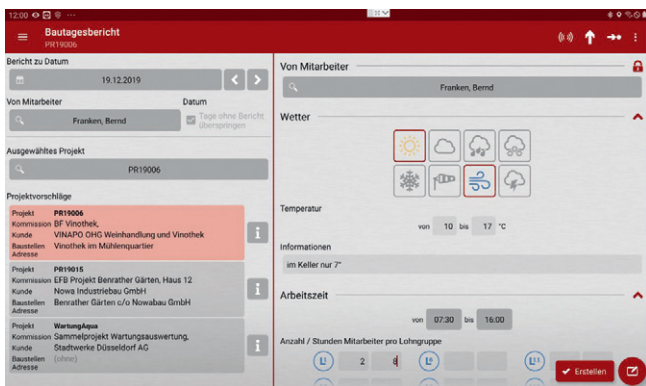 12:00
Bautagesbericht
PR19006
Bericht zu Datum
19.12.2019
Von Mitarbeiter
Datum
Franken, Bernd
Tage ohne Bericht
überspringen
Ausgewähltes Projekt
PR19006
Projektvorschläge
Projekt PR19006
Kommission BF Vinothek,
Kunde VINAPO OHG Weinhandlung und Vinothek
Baustellen Vinothek im Mühlenquartier
Adresse
Projekt PR19015
Kommission EFB Projekt Benrather Gärten, Haus 12
Kunde Nowa Industriebau GmbH
Baustellen Benrather Gärten c/o Nowabau GmbH
Adresse
Projekt WartungAqua
Kommission Sammelprojekt Wartungsauswertung,
Kunde Stadtwerke Düsseldorf AG
Baustellen (ohne)
Adresse
Von Mitarbeiter
Franken, Bernd
Wetter
Temperatur
von 10 bis 17 °C
Informationen
im Keller nur 7°
Arbeitszeit
von 07:30 bis 16:00
Anzahl / Stunden Mitarbeiter pro Lohngruppe
2 8
Erstellen